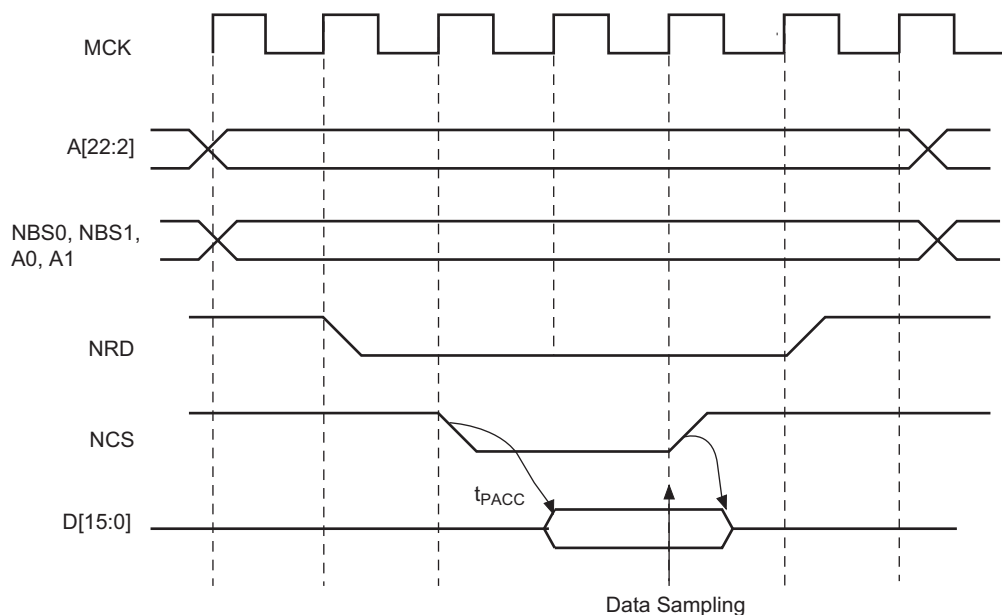 MCK
A[22:2]
NBS0, NBS1,
A0, A1
NRD
NCS
tPACC
D[15:0]
Data Sampling